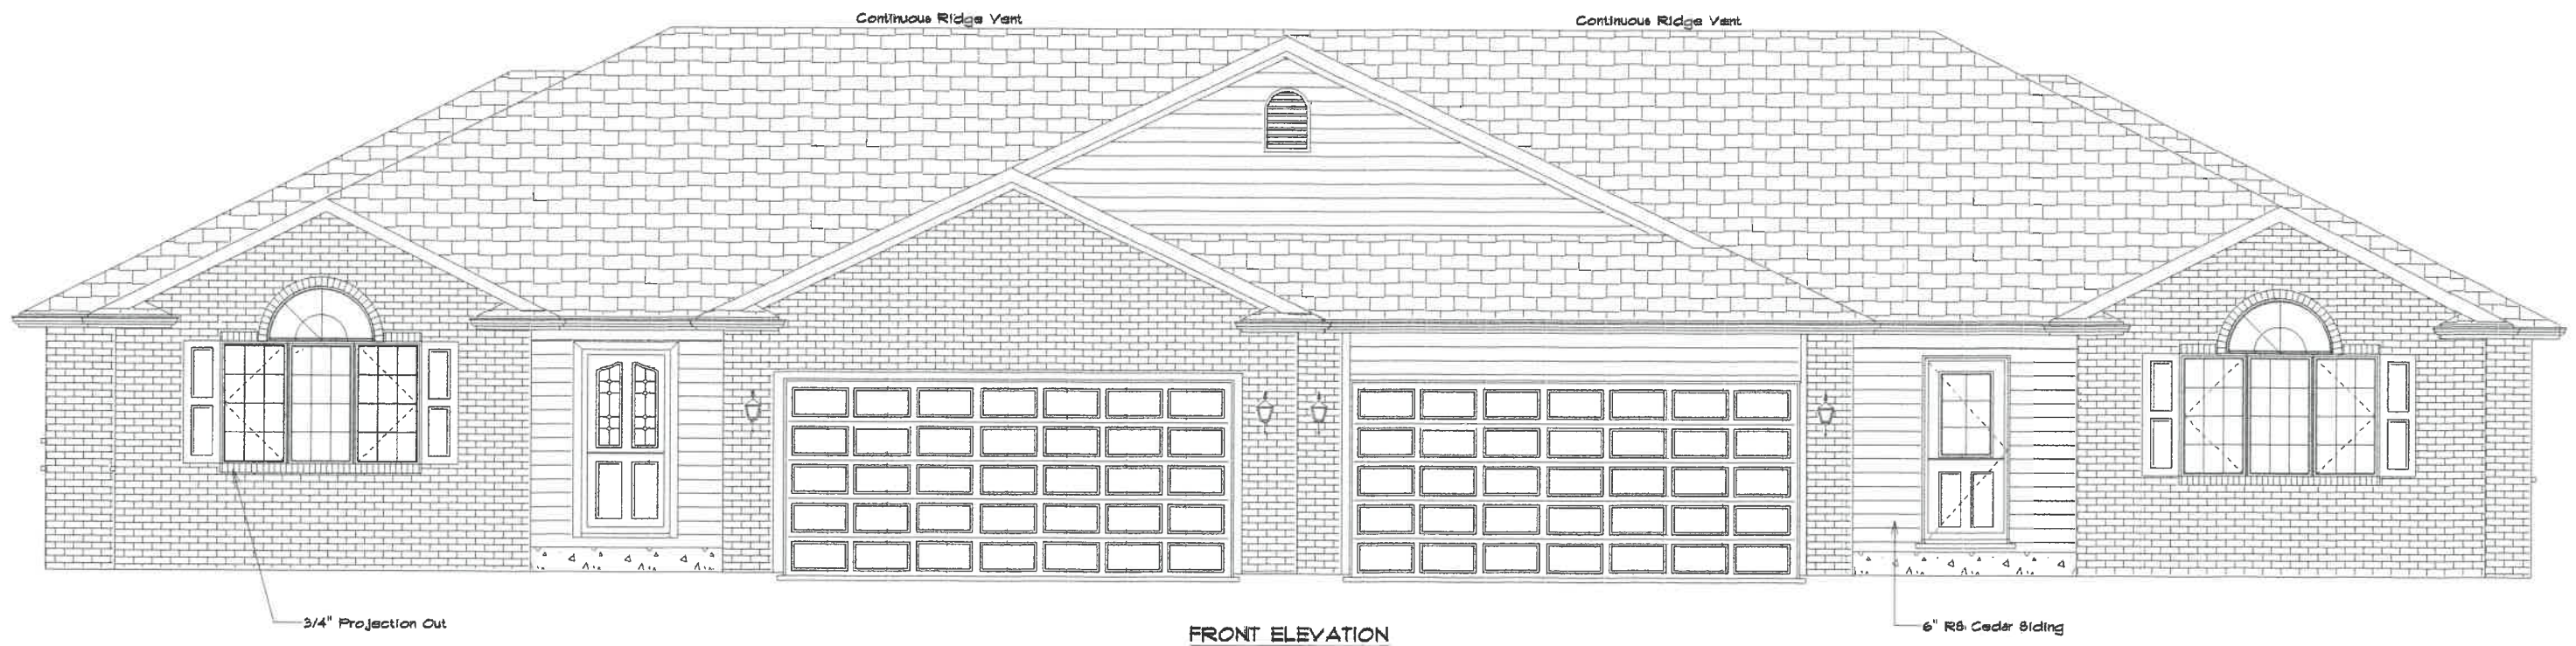 Continuous Ridge Vent
Continuous Ridge Vent
3/4" Projection Out
6" RS. Cedar Siding
FRONT ELEVATION